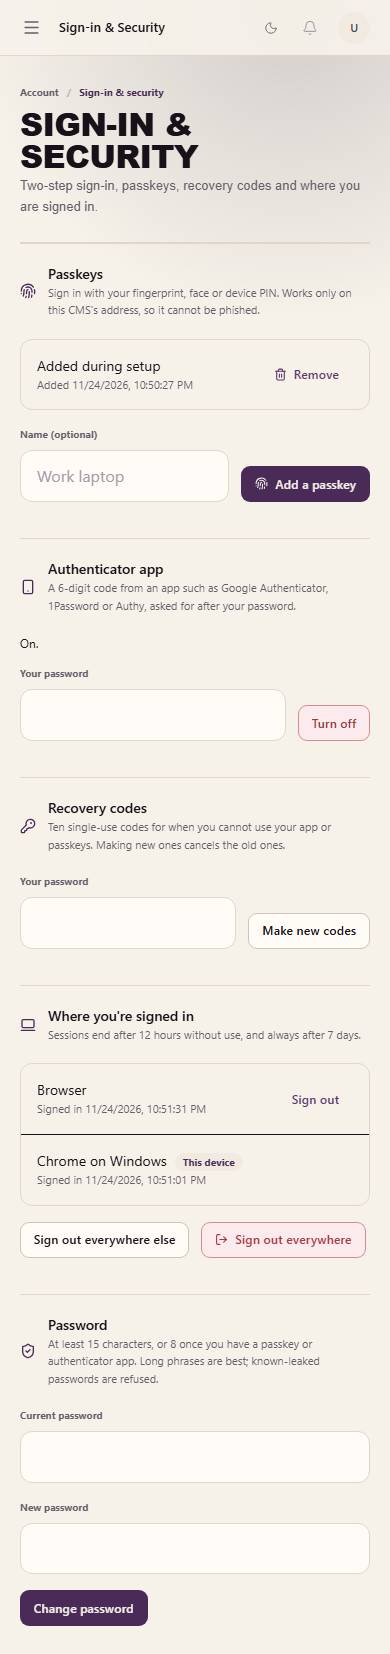 Sign-in & Security
U
Account / Sign-in & security
SIGN-IN &
SECURITY
Two-step sign-in, passkeys, recovery codes and where you
are signed in.
Passkeys
Sign in with your fingerprint, face or device PIN. Works only on
this CMS's address, so it cannot be phished.
Added during setup
Added 11/24/2026, 10:50:27 PM
Remove
Name (optional)
Work laptop
Add a passkey
Authenticator app
A 6-digit code from an app such as Google Authenticator,
1Password or Authy, asked for after your password.
On.
Your password
Turn off
Recovery codes
Ten single-use codes for when you cannot use your app or
passkeys. Making new ones cancels the old ones.
Your password
Make new codes
Where you're signed in
Sessions end after 12 hours without use, and always after 7 days.
Browser
Signed in 11/24/2026, 10:51:31 PM
Sign out
Chrome on Windows This device
Signed in 11/24/2026, 10:51:01 PM
Sign out everywhere else
Sign out everywhere
Password
At least 15 characters, or 8 once you have a passkey or
authenticator app. Long phrases are best; known-leaked
passwords are refused.
Current password
New password
Change password